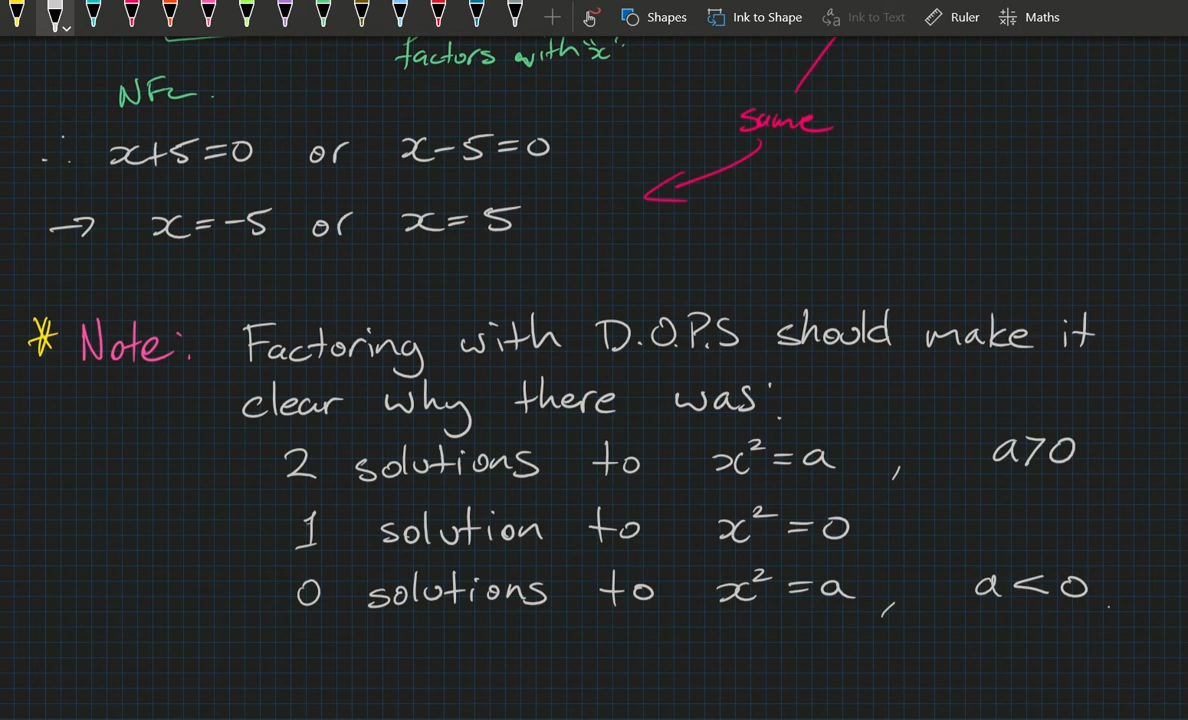 Shapes Ink to Shape Ink to Text Ruler Maths
factors with "x".
NFL.
same
∴ x+5=0 or x-5=0
→ x=-5 or x=5
* Note: Factoring with D.O.P.S should make it
clear why there was:
2 solutions to x²=a , a>0
1 solution to x²=0
0 solutions to x²=a , a<0.